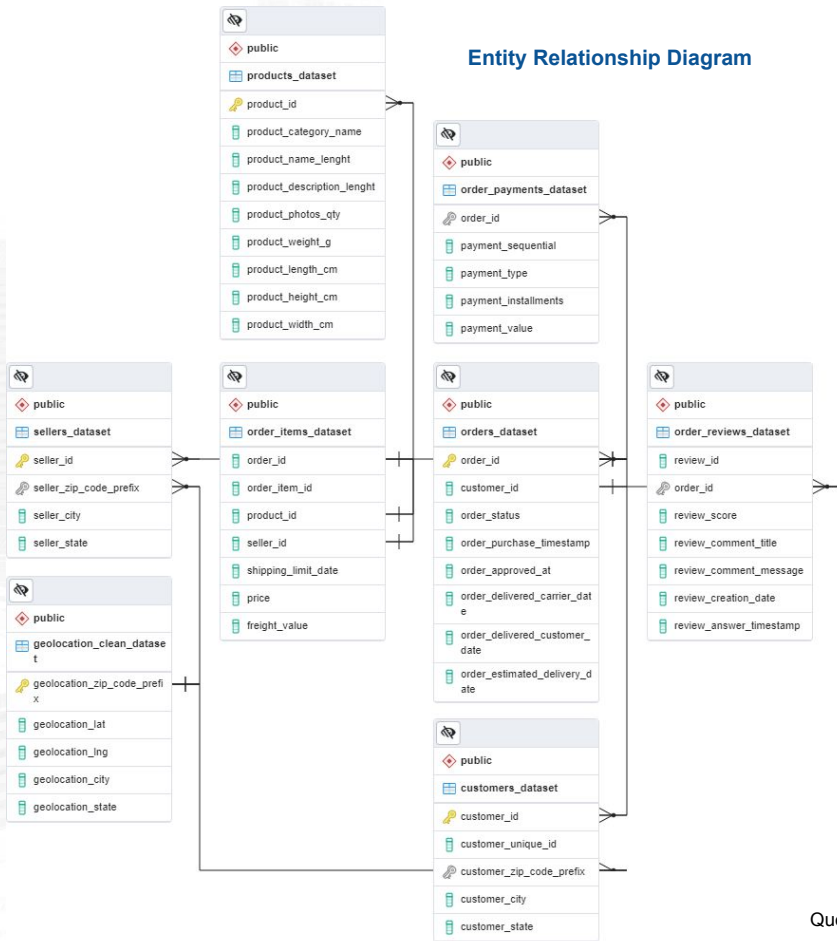 Entity Relationship Diagram
public
products_dataset
product_id
product_category_name
product_name_lenght
product_description_lenght
product_photos_qty
product_weight_g
product_length_cm
product_height_cm
product_width_cm
public
order_payments_dataset
order_id
payment_sequential
payment_type
payment_installments
payment_value
public
sellers_dataset
seller_id
seller_zip_code_prefix
seller_city
seller_state
public
order_items_dataset
order_id
order_item_id
product_id
seller_id
shipping_limit_date
price
freight_value
public
orders_dataset
order_id
customer_id
order_status
order_purchase_timestamp
order_approved_at
order_delivered_carrier_dat
e
order_delivered_customer_
date
order_estimated_delivery_d
ate
public
order_reviews_dataset
review_id
order_id
review_score
review_comment_title
review_comment_message
review_creation_date
review_answer_timestamp
public
geolocation_clean_datase
t
geolocation_zip_code_prefi
x
geolocation_lat
geolocation_lng
geolocation_city
geolocation_state
public
customers_dataset
customer_id
customer_unique_id
customer_zip_code_prefix
customer_city
customer_state